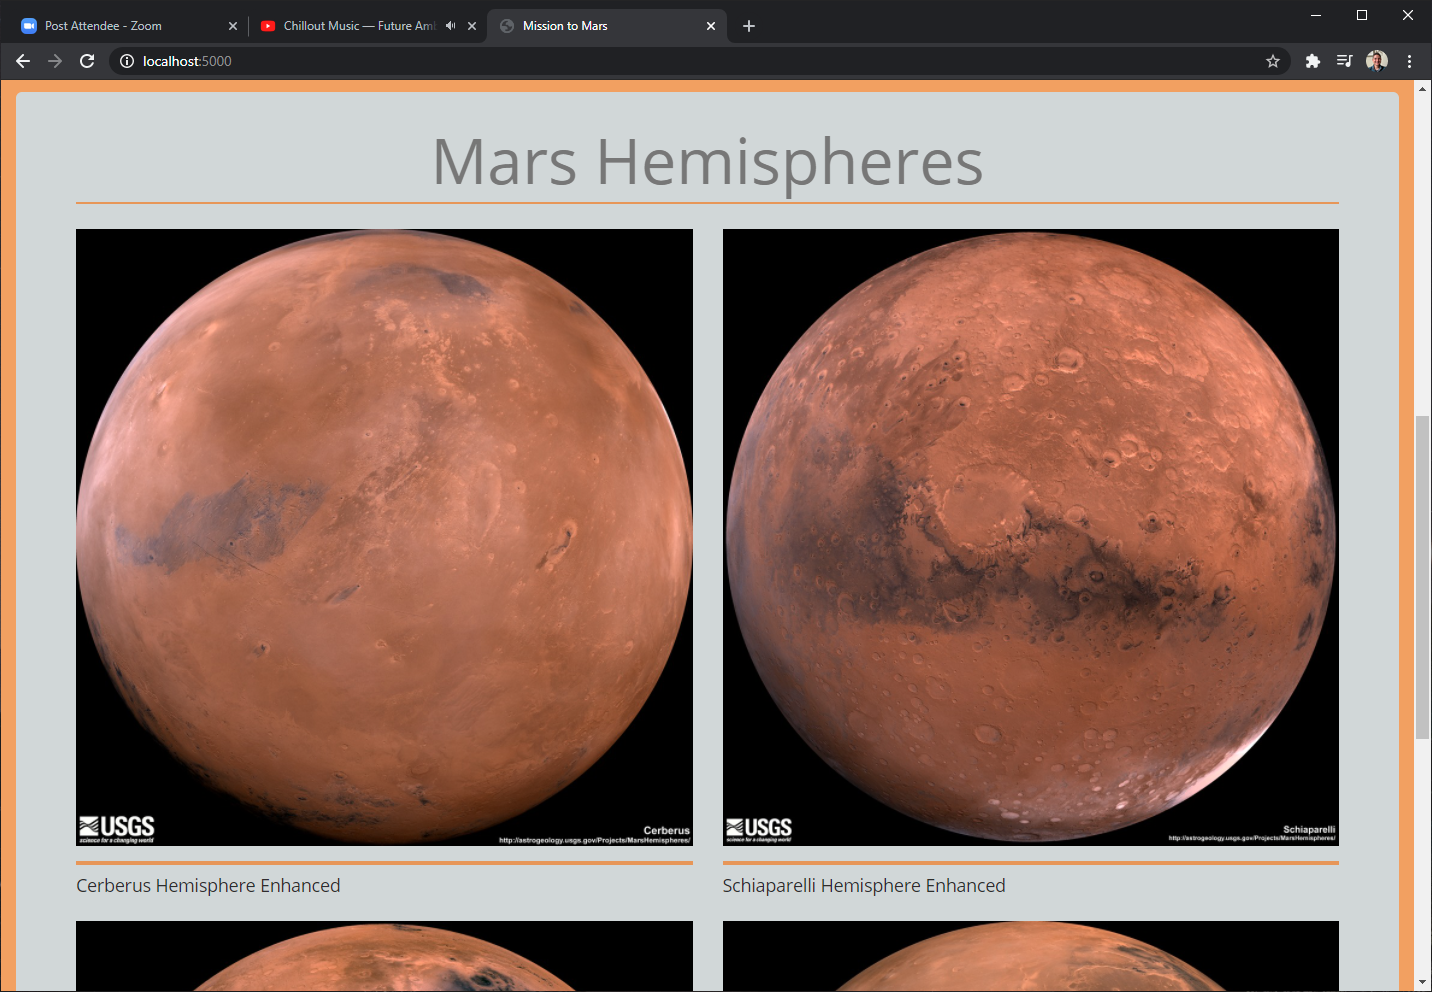 Post Attendee - Zoom
Chillout Music — Future Am
Mission to Mars
localhost:5000
Mars Hemispheres
USGS
science for a changing world
Cerberus
http://astrogeology.usgs.gov/Projects/MarsHemispheres/
USGS
science for a changing world
Schiaparelli
http://astrogeology.usgs.gov/Projects/MarsHemispheres/
Cerberus Hemisphere Enhanced
Schiaparelli Hemisphere Enhanced